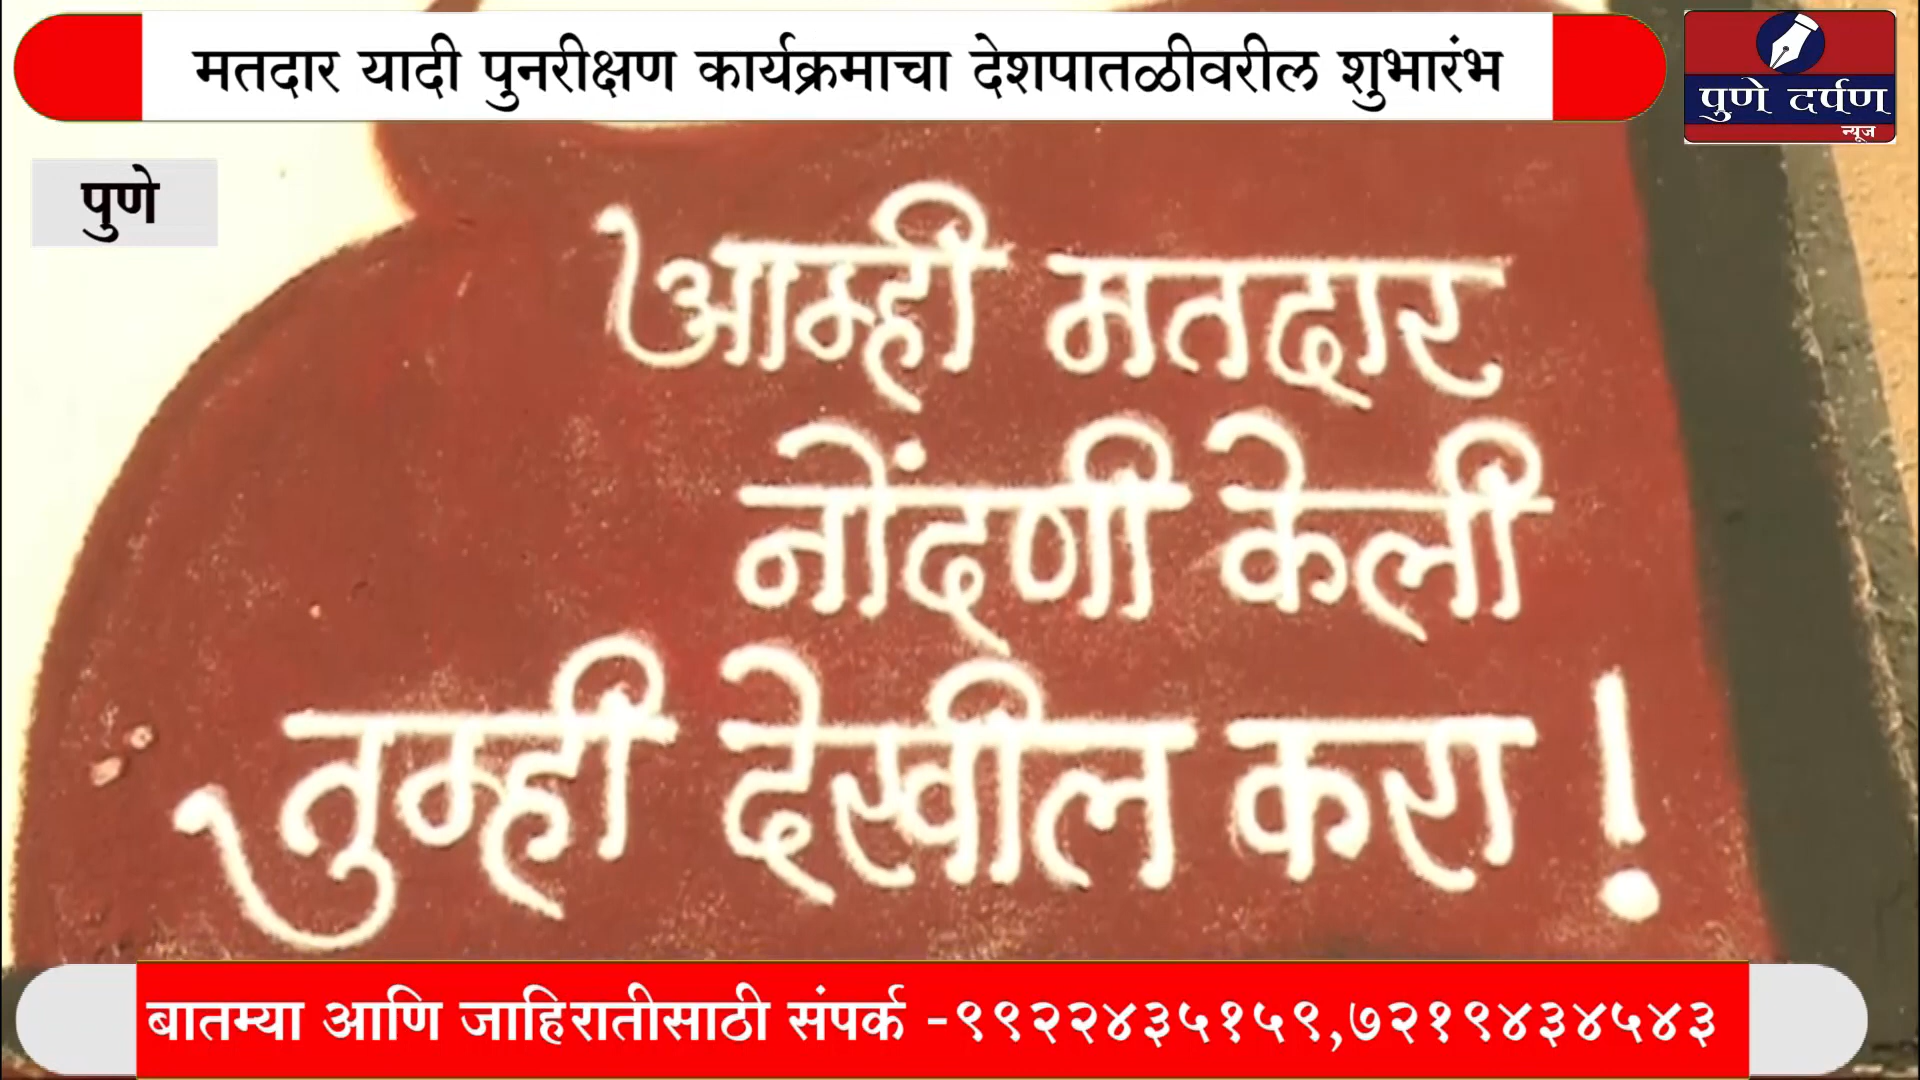 मतदार यादी पुनरीक्षण कार्यक्रमाचा देशपातळीवरील शुभारंभ
पुणे दर्पण
न्यूज
पुणे
आम्ही मतदार
नोंदणी केली
तुम्ही देखील करा !
बातम्या आणि जाहिरातीसाठी संपर्क -९९२२४३५१५९,७२१९४३४५४३